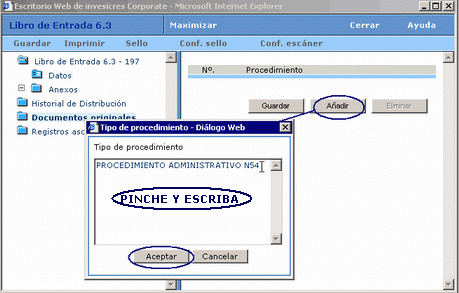 Escritorio Web de invesicres Corporate - Microsoft Internet Explorer
Libro de Entrada 6.3 Maximizar Cerrar Ayuda
Guardar Imprimir Sello Conf. sello Conf. escáner
Libro de Entrada 6.3 - 197
Datos
Anexos
Historial de Distribución
Documentos originales
Registros asc
Nº. Procedimiento
Guardar Añadir Eliminar
Tipo de procedimiento - Diálogo Web
Tipo de procedimiento
PROCEDIMIENTO ADMINISTRATIVO N54
PINCHE Y ESCRIBA
Aceptar Cancelar